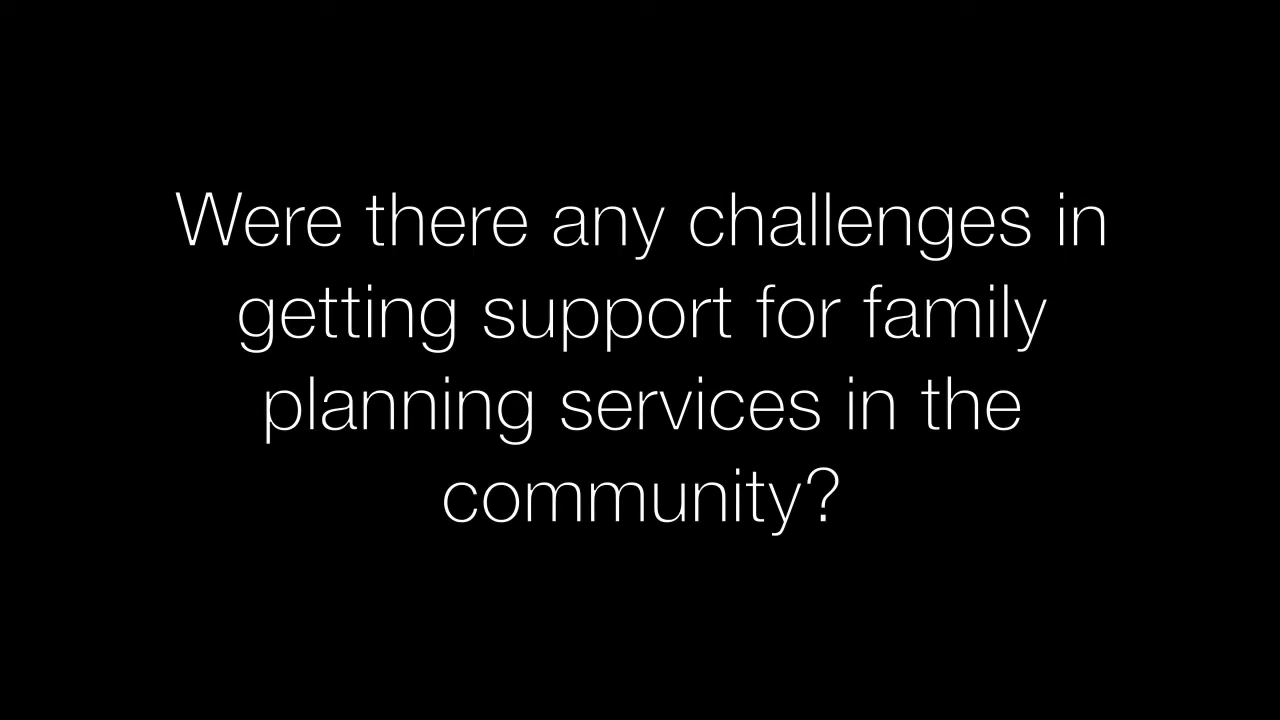 Were there any challenges in
getting support for family
planning services in the
community?